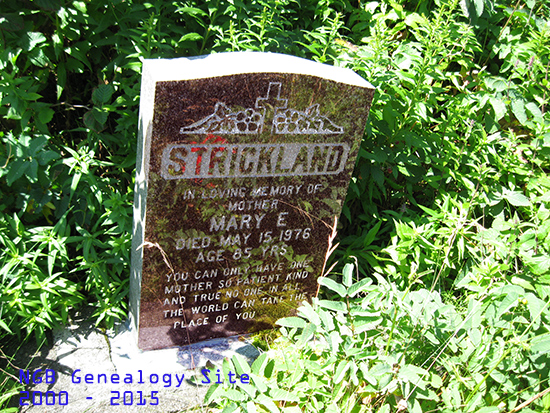 STRICKLAND
IN LOVING MEMORY OF
MOTHER
MARY E
DIED MAY 15, 1976
AGE 85 YRS
YOU CAN ONLY HAVE ONE
MOTHER SO PATIENT KIND
AND TRUE NO ONE IN ALL
THE WORLD CAN TAKE THE
PLACE OF YOU
NGB Genealogy Site
2000 - 2015